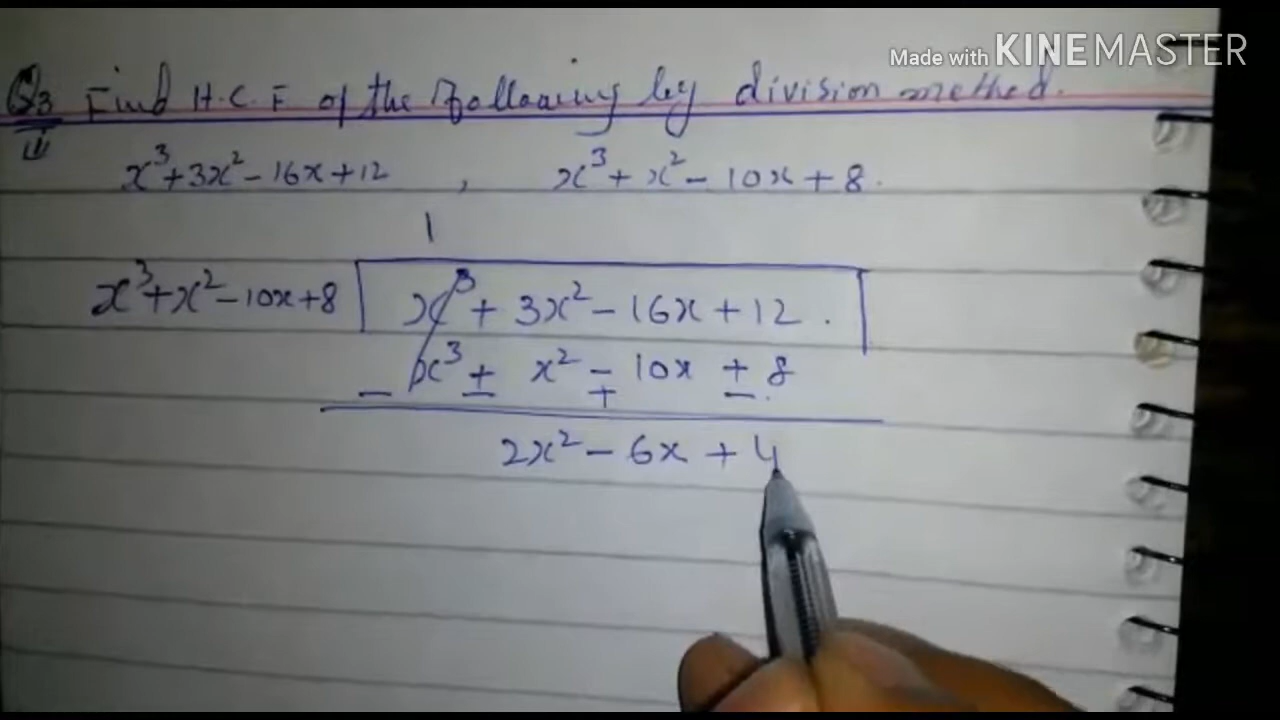 Made with KINEMASTER
Q3 Find H.C.F of the following by division method.
i)
x³+3x²-16x+12 , x³+x²-10x+8.
1
x³+x²-10x+8 x³+3x²-16x+12.
x³+x²-10x+8
- - + -
2x²-6x+4